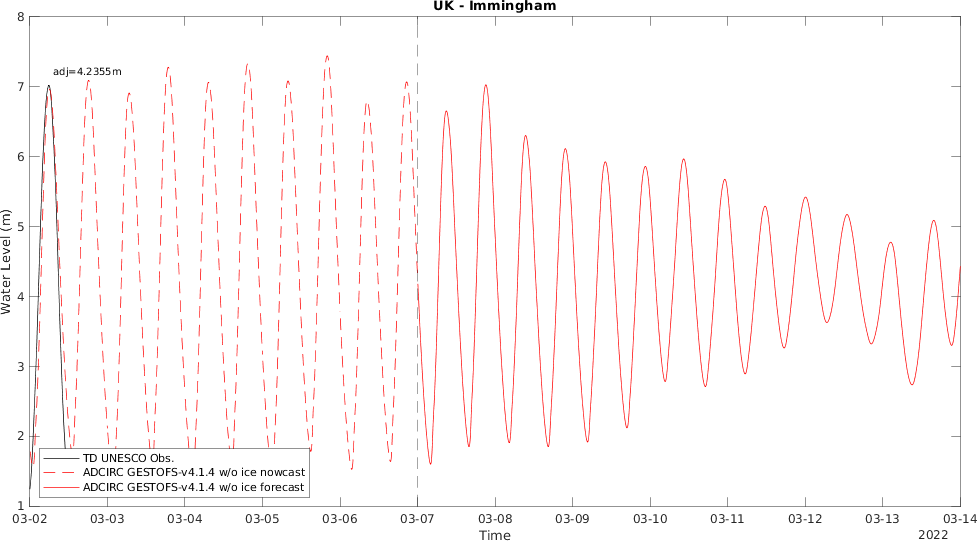 UK - Immingham
8
7
6
5
4
3
2
1
Water Level (m)
adj=4.2355m
TD UNESCO Obs.
ADCIRC GESTOFS-v4.1.4 w/o ice nowcast
ADCIRC GESTOFS-v4.1.4 w/o ice forecast
03-02 03-03 03-04 03-05 03-06 03-07 03-08 03-09 03-10 03-11 03-12 03-13 03-14
Time
2022